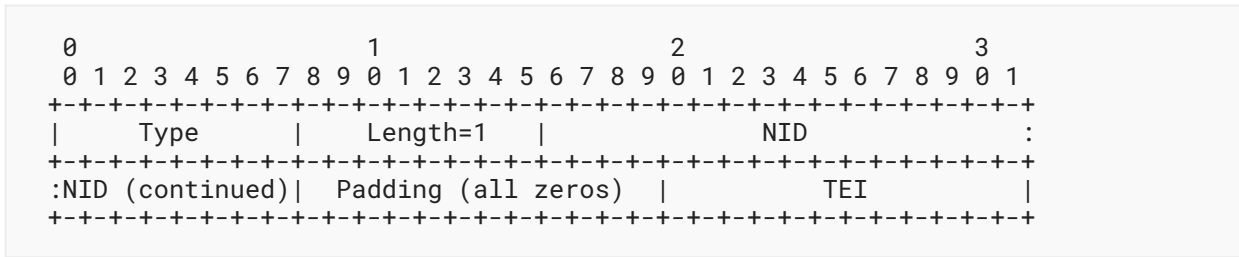 0                   1                   2                   3
 0 1 2 3 4 5 6 7 8 9 0 1 2 3 4 5 6 7 8 9 0 1 2 3 4 5 6 7 8 9 0 1
+-+-+-+-+-+-+-+-+-+-+-+-+-+-+-+-+-+-+-+-+-+-+-+-+-+-+-+-+-+-+-+-+
|     Type      |    Length=1   |              NID              :
+-+-+-+-+-+-+-+-+-+-+-+-+-+-+-+-+-+-+-+-+-+-+-+-+-+-+-+-+-+-+-+-+
:NID (continued)|  Padding (all zeros)  |          TEI          |
+-+-+-+-+-+-+-+-+-+-+-+-+-+-+-+-+-+-+-+-+-+-+-+-+-+-+-+-+-+-+-+-+